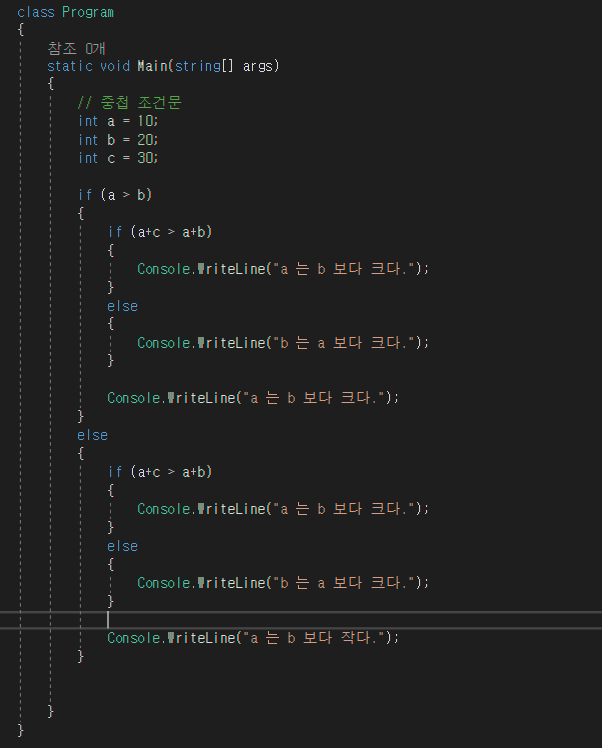 class Program
{
참조 0개
static void Main(string[] args)
{
// 중첩 조건문
int a = 10;
int b = 20;
int c = 30;
if (a > b)
{
if (a+c > a+b)
{
Console.WriteLine("a 는 b 보다 크다.");
}
else
{
Console.WriteLine("b 는 a 보다 크다.");
}
Console.WriteLine("a 는 b 보다 크다.");
}
else
{
if (a+c > a+b)
{
Console.WriteLine("a 는 b 보다 크다.");
}
else
{
Console.WriteLine("b 는 a 보다 크다.");
}
Console.WriteLine("a 는 b 보다 작다.");
}
}
}